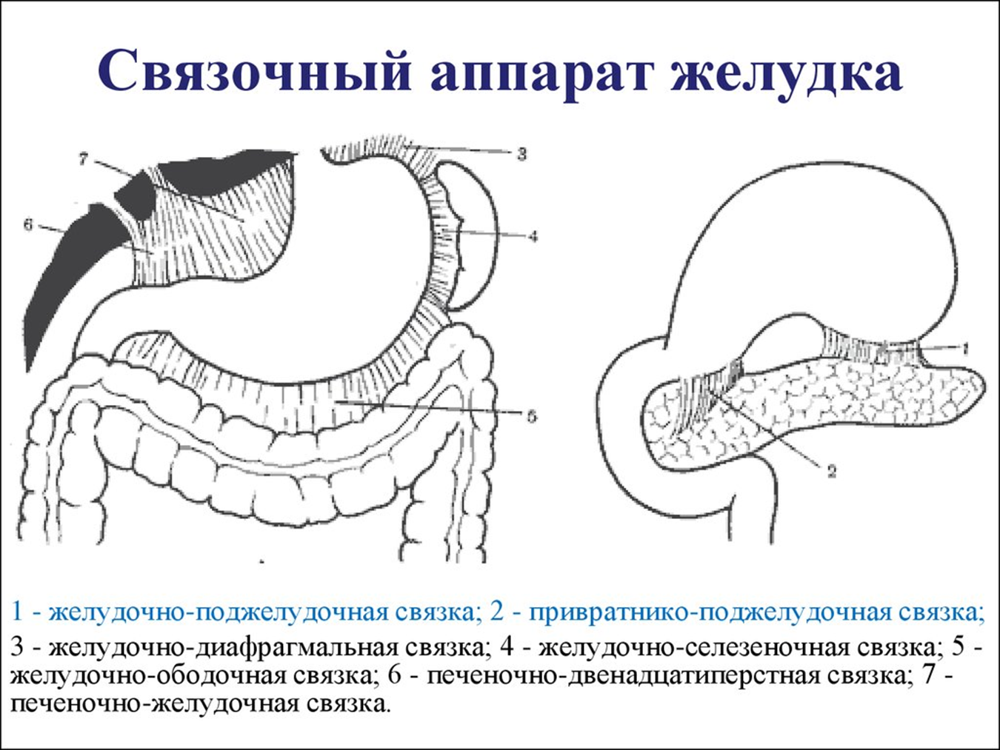 Связочный аппарат желудка
7
3
6
4
1
5
2
1 - желудочно-поджелудочная связка; 2 - привратнико-поджелудочная связка;
3 - желудочно-диафрагмальная связка; 4 - желудочно-селезеночная связка; 5 -
желудочно-ободочная связка; 6 - печеночно-двенадцатиперстная связка; 7 -
печеночно-желудочная связка.